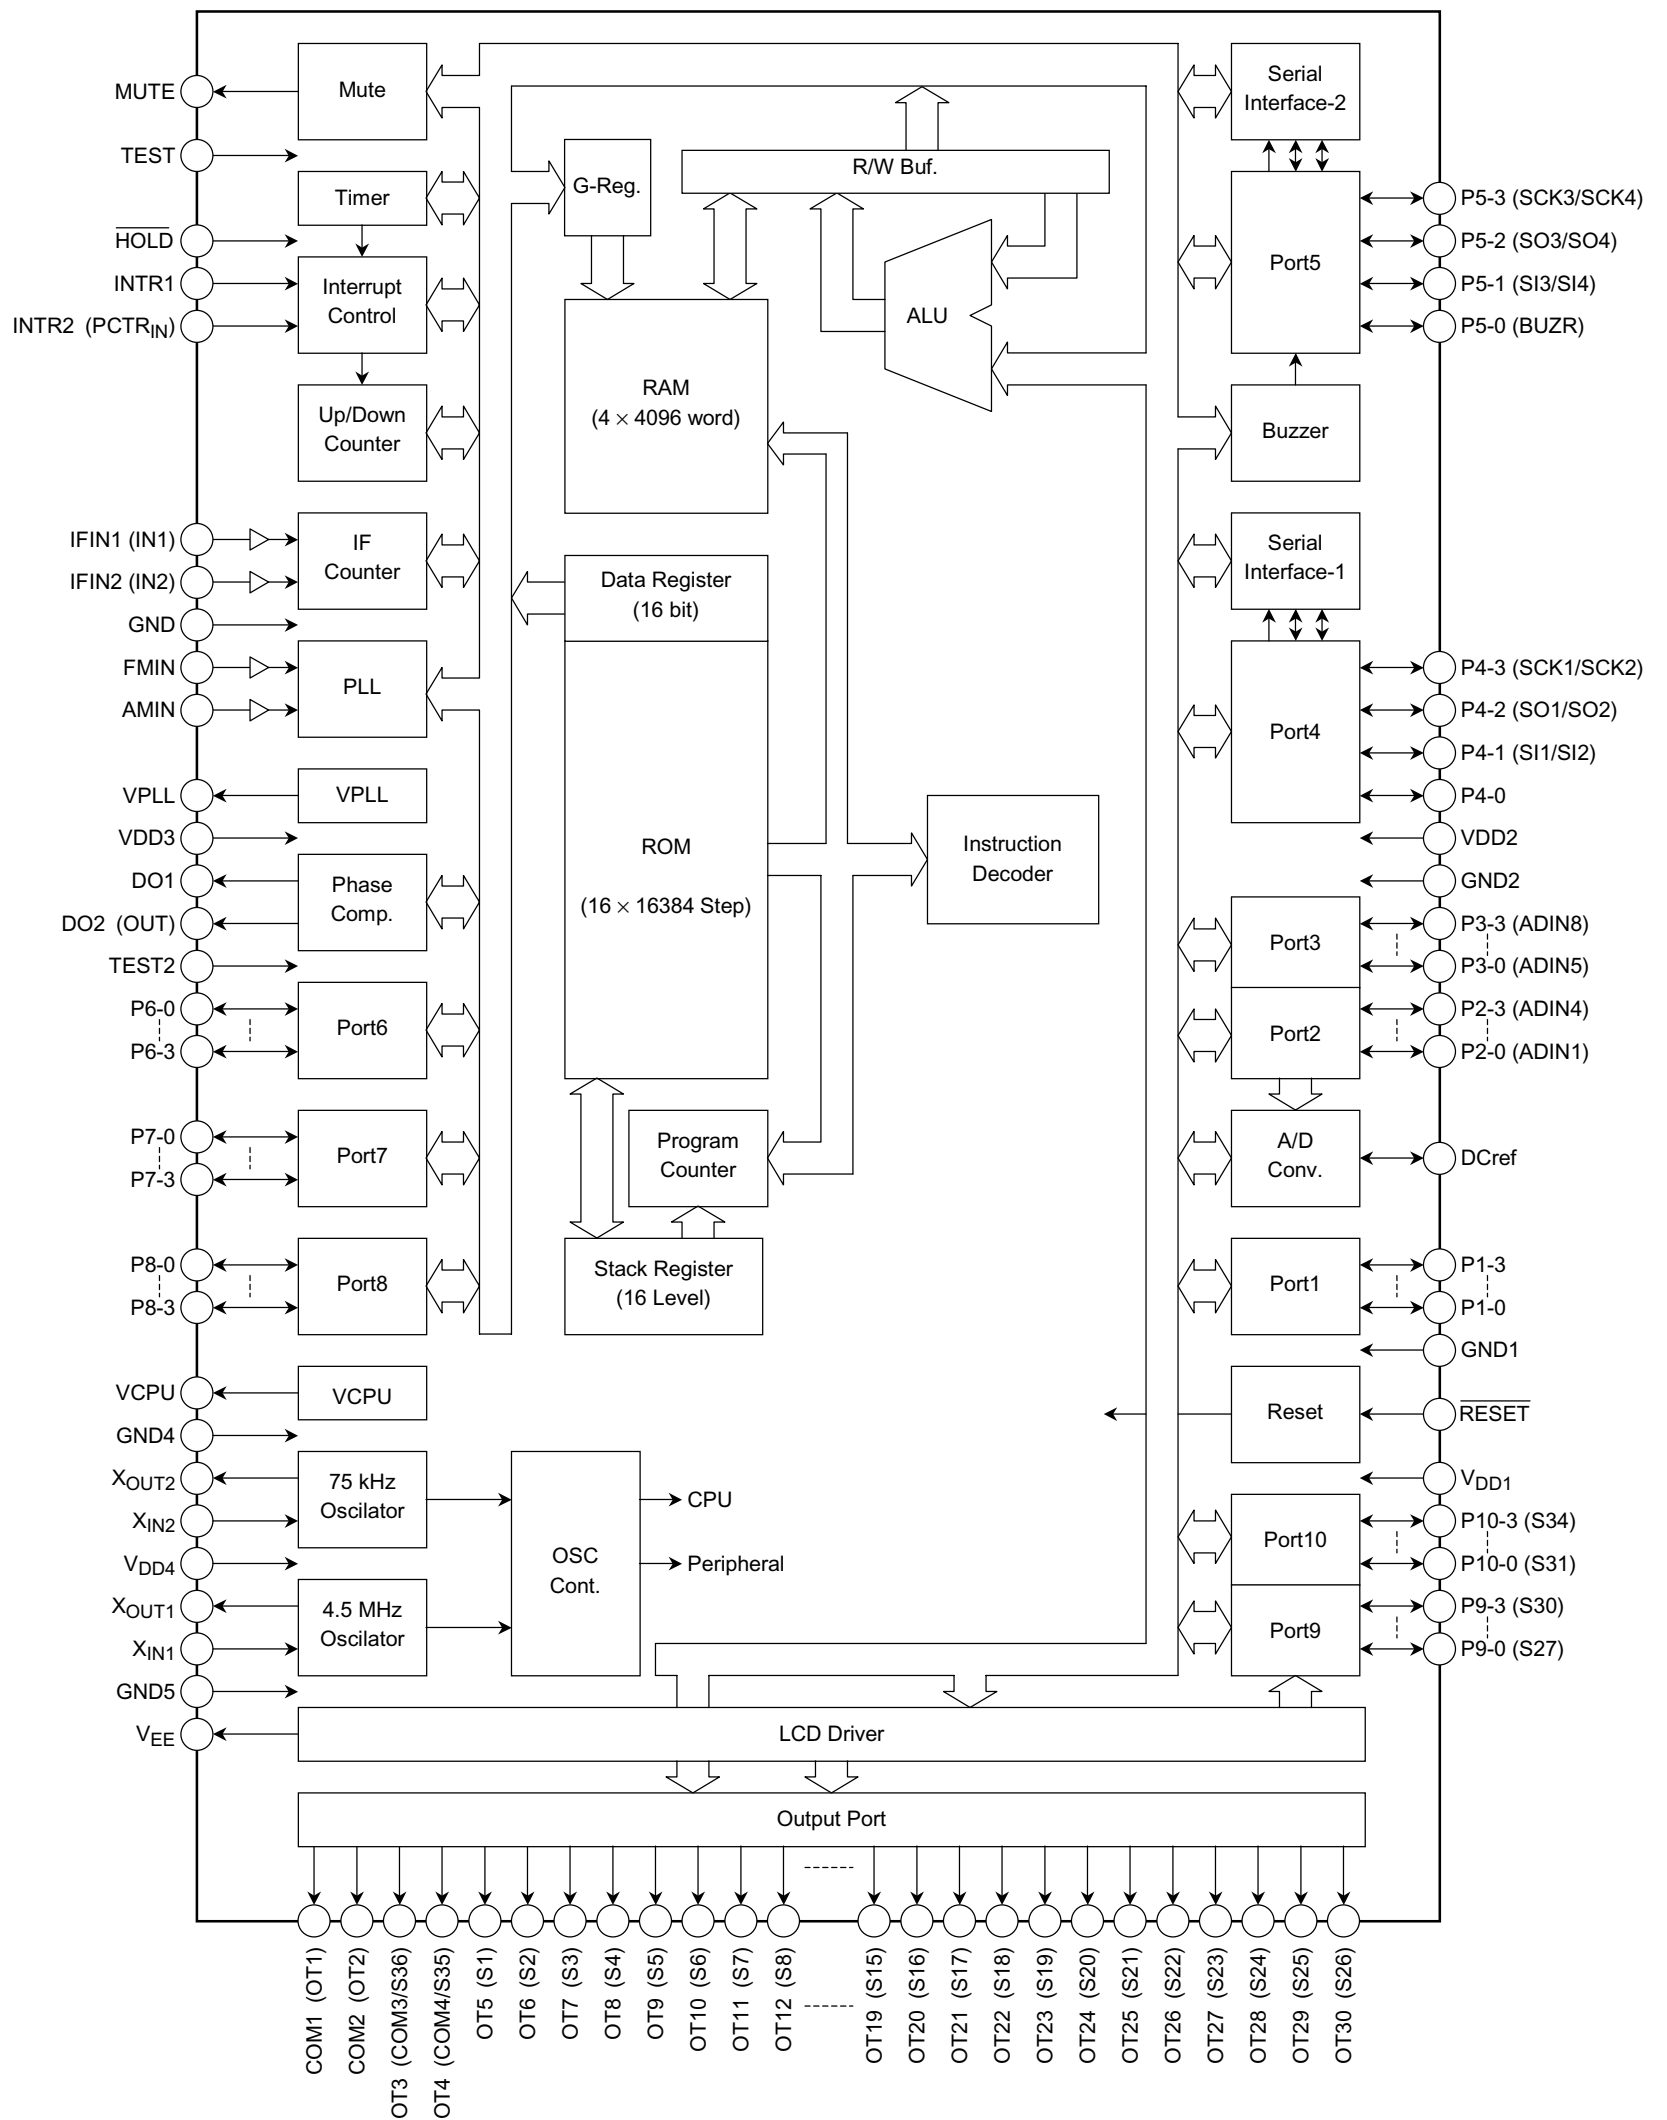 MUTE
TEST
HOLD
INTR1
INTR2 (PCTRIN)
IFIN1 (IN1)
IFIN2 (IN2)
GND
FMIN
AMIN
VPLL
VDD3
DO1
DO2 (OUT)
TEST2
P6-0
P6-3
P7-0
P7-3
P8-0
P8-3
VCPU
GND4
XOUT2
XIN2
VDD4
XOUT1
XIN1
GND5
VEE
Mute
Timer
Interrupt
Control
Up/Down
Counter
IF
Counter
PLL
VPLL
Phase
Comp.
Port6
Port7
Port8
VCPU
75 kHz
Oscilator
4.5 MHz
Oscilator
OSC
Cont.
CPU
Peripheral
G-Reg.
R/W Buf.
ALU
RAM
(4 × 4096 word)
Data Register
(16 bit)
ROM
(16 × 16384 Step)
Instruction
Decoder
Program
Counter
Stack Register
(16 Level)
Serial
Interface-2
Port5
Buzzer
Serial
Interface-1
Port4
Port3
Port2
A/D
Conv.
Port1
Reset
Port10
Port9
P5-3 (SCK3/SCK4)
P5-2 (SO3/SO4)
P5-1 (SI3/SI4)
P5-0 (BUZR)
P4-3 (SCK1/SCK2)
P4-2 (SO1/SO2)
P4-1 (SI1/SI2)
P4-0
VDD2
GND2
P3-3 (ADIN8)
P3-0 (ADIN5)
P2-3 (ADIN4)
P2-0 (ADIN1)
DCref
P1-3
P1-0
GND1
RESET
VDD1
P10-3 (S34)
P10-0 (S31)
P9-3 (S30)
P9-0 (S27)
LCD Driver
Output Port
COM1 (OT1)
COM2 (OT2)
OT3 (COM3/S36)
OT4 (COM4/S35)
OT5 (S1)
OT6 (S2)
OT7 (S3)
OT8 (S4)
OT9 (S5)
OT10 (S6)
OT11 (S7)
OT12 (S8)
OT19 (S15)
OT20 (S16)
OT21 (S17)
OT22 (S18)
OT23 (S19)
OT24 (S20)
OT25 (S21)
OT26 (S22)
OT27 (S23)
OT28 (S24)
OT29 (S25)
OT30 (S26)